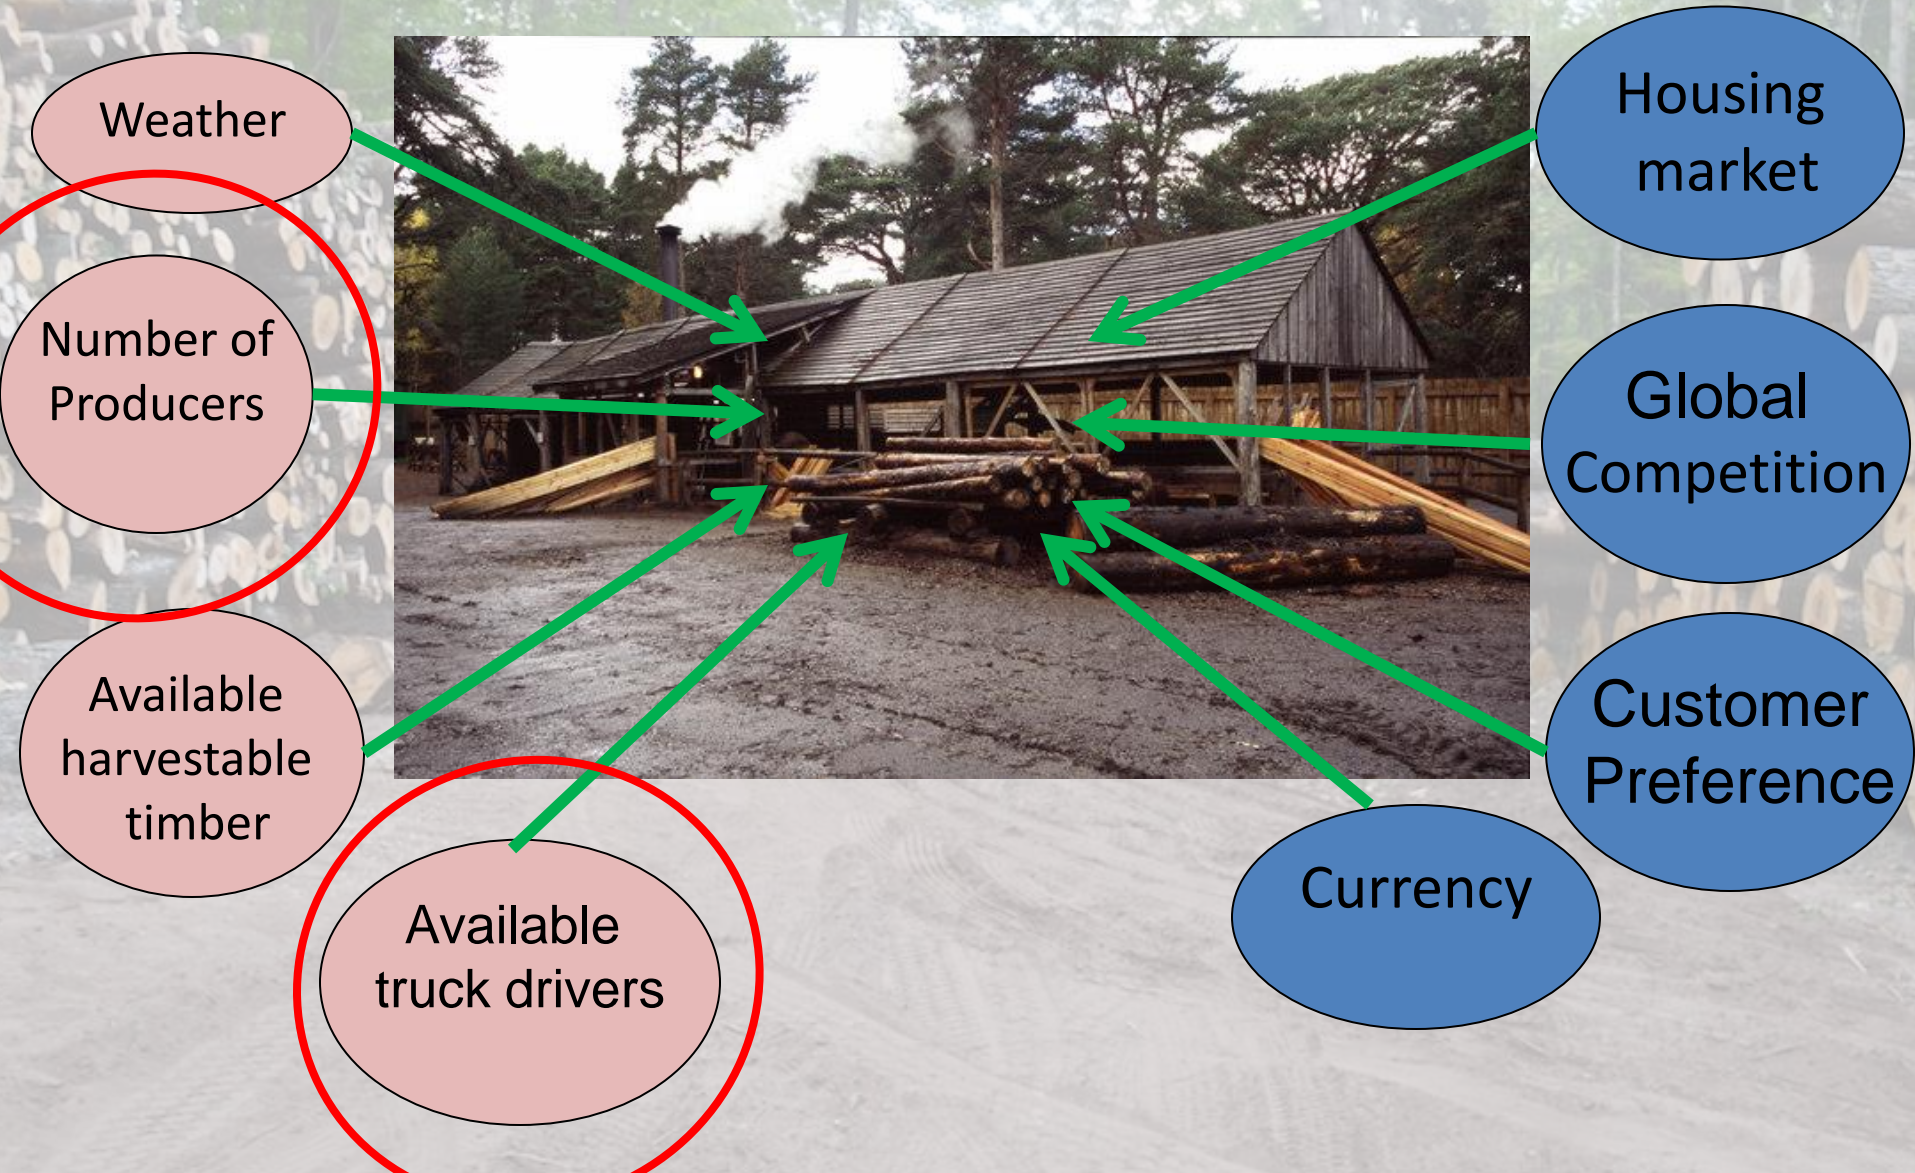 Weather
Number of
Producers
Available
harvestable
timber
Available
truck drivers
Housing
market
Global
Competition
Customer
Preference
Currency